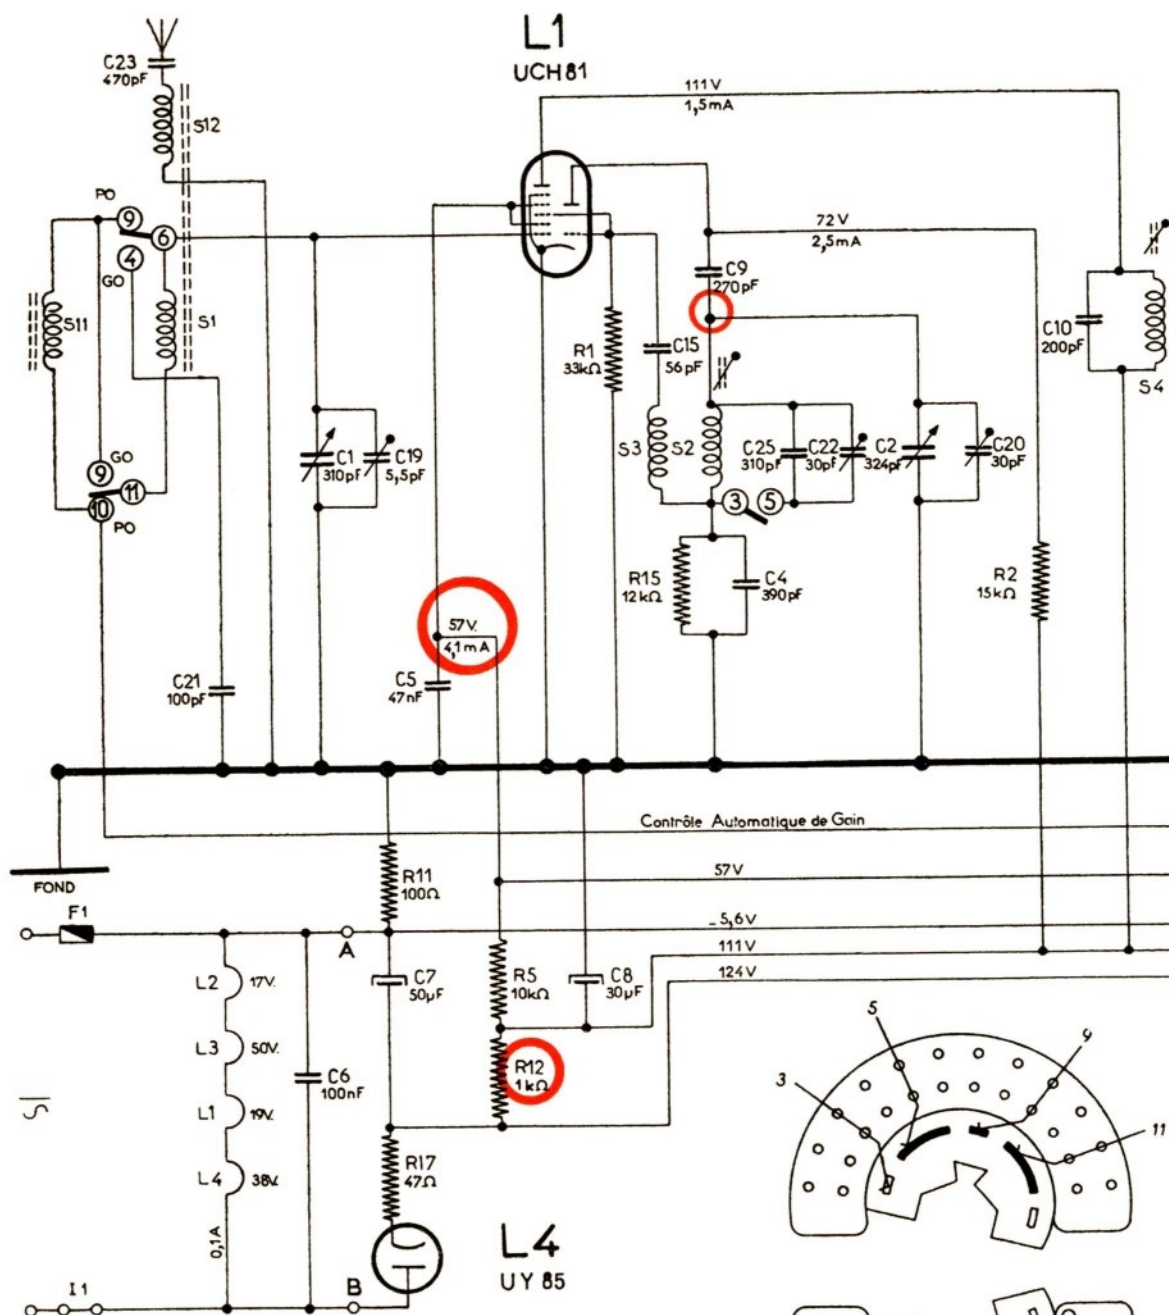 L1
UCH81
C23
470pF
S12
111V
1,5mA
PO
9
6
4
GO
S11
S1
72V
2,5mA
C9
270pF
C10
200pF
S4
R1
33kΩ
C15
56pF
GO
9
11
10
PO
C1
310pF
C19
5,5pF
S3
S2
C25
310pF
C22
30pF
C2
324pF
C20
30pF
3
5
R15
12kΩ
C4
390pF
R2
15kΩ
57V.
4,1mA
C21
100pF
C5
47nF
Contrôle Automatique de Gain
FOND
R11
100Ω
57V
F1
A
-5,6V
111V
124V
L2
17V.
C7
50µF
R5
10kΩ
C8
30µF
L3
50V.
C6
100nF
R12
1kΩ
L1
19V.
L4
38V.
R17
47Ω
0,1A
L4
UY85
I1
B
5
9
3
11